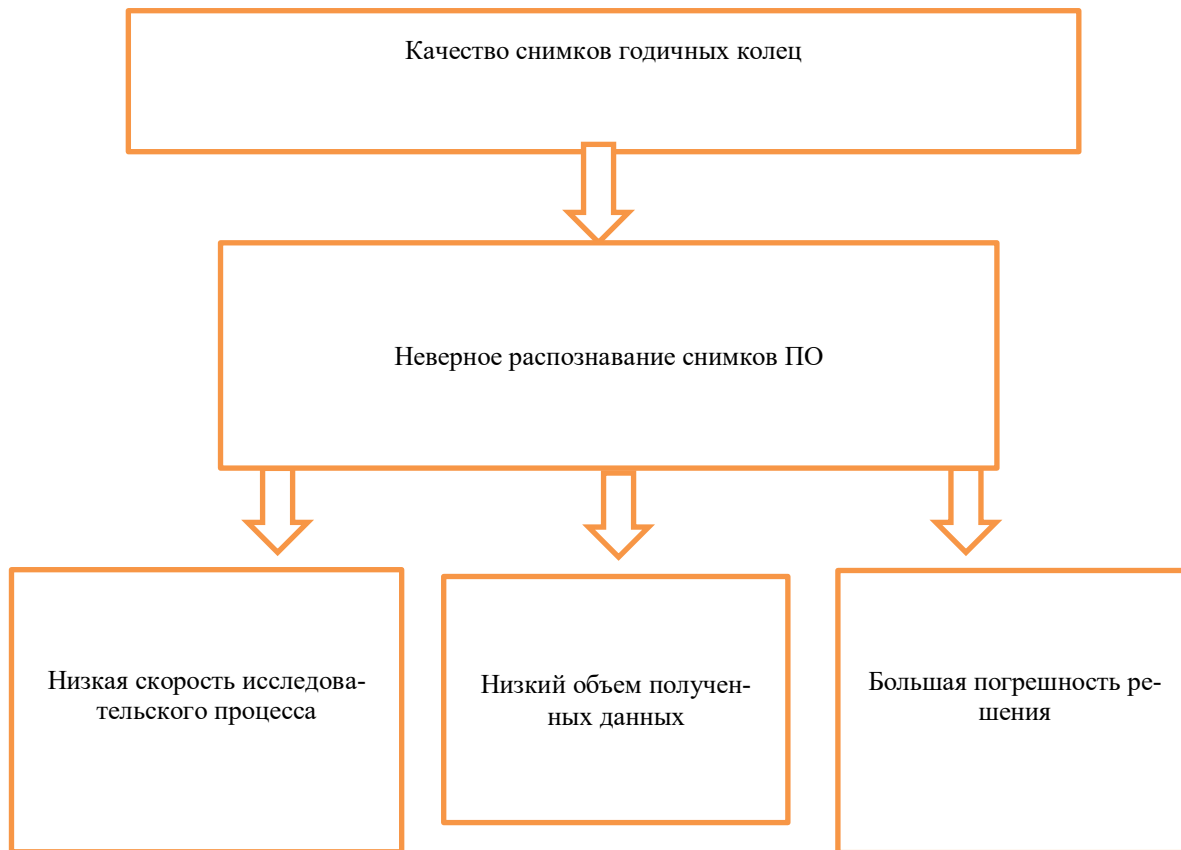 Качество снимков годичных колец
Неверное распознавание снимков ПО
Низкая скорость исследова-
тельского процесса
Низкий объем получен-
ных данных
Большая погрешность ре-
шения